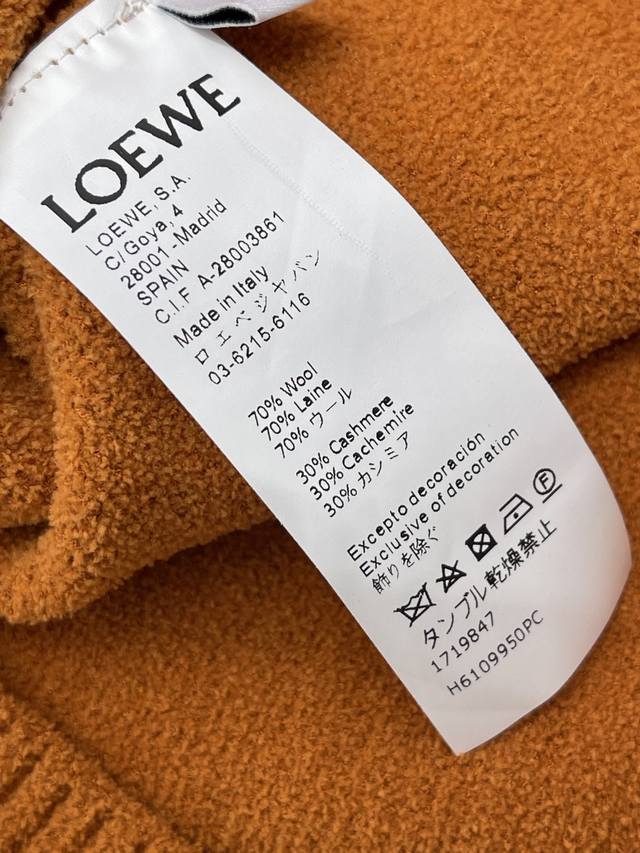 LOEWE
LOEWE, S.A.
C/Goya, 4
28001 -Madrid
SPAIN
C.I.F A-28003861
Made in Italy
ロエベジャパン
03-6215-6116
70% Wool
70% Laine
70% ウール
30% Cashmere
30% Cachemire
30% カシミア
Excepto decoración
Exclusive of decoration
飾りを除ぐ
F
タンブル乾燥禁止
1719847
H6109950PC